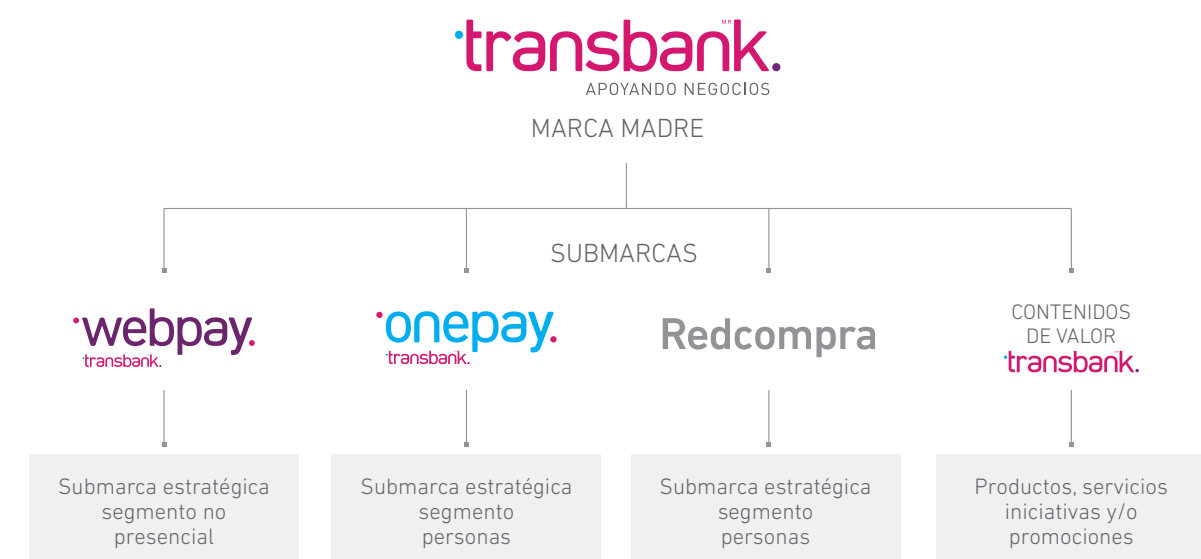 transbank.
M.R
APOYANDO NEGOCIOS
MARCA MADRE
SUBMARCAS
webpay.
transbank.
onepay.
transbank.
Redcompra
CONTENIDOS
DE VALOR
transbank.
Submarca estratégica
segmento no
presencial
Submarca estratégica
segmento
personas
Submarca estratégica
segmento
personas
Productos, servicios
iniciativas y/o
promociones